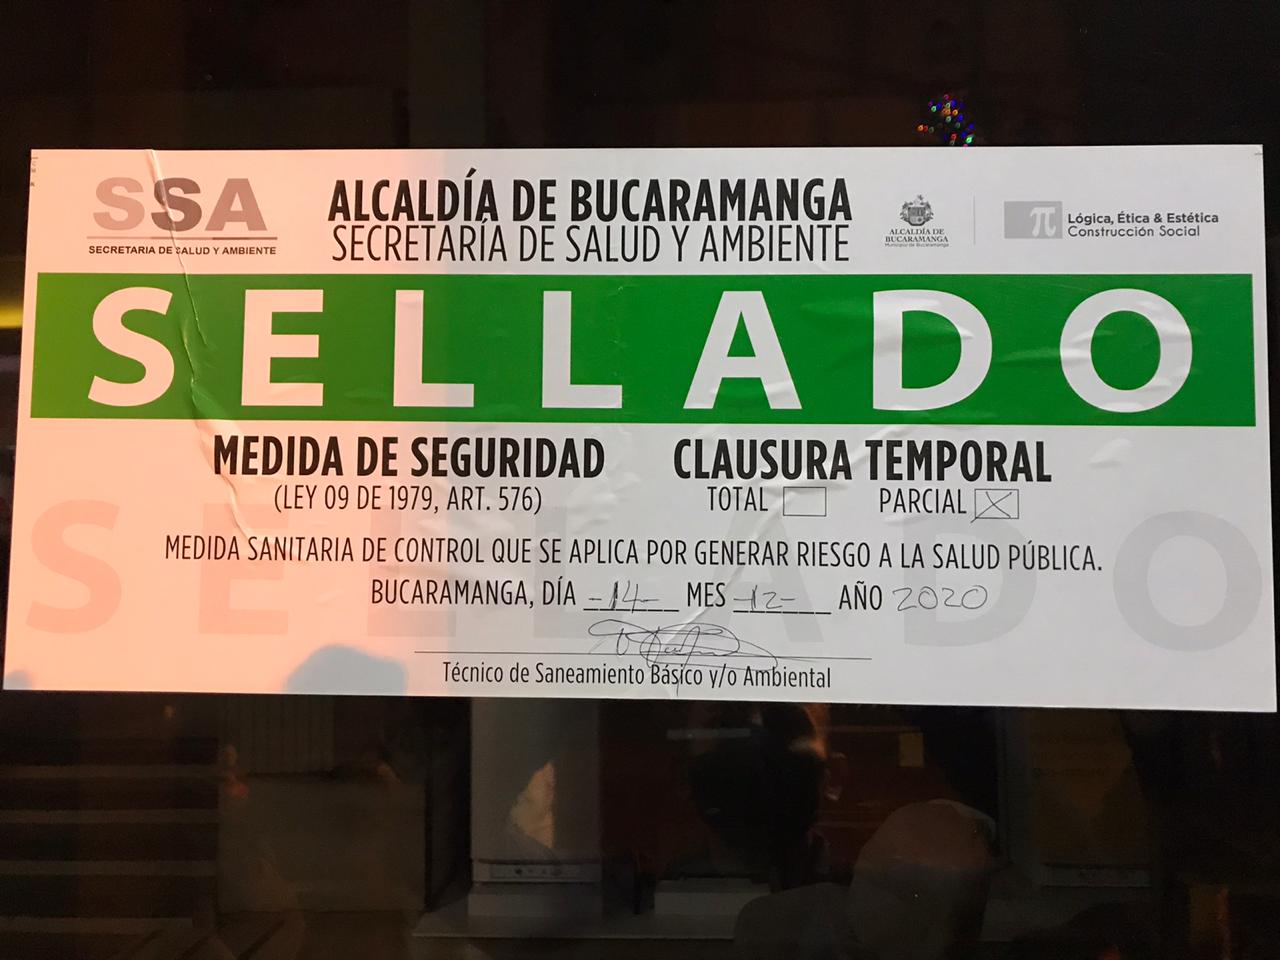 SSA
SECRETARIA DE SALUD Y AMBIENTE
ALCALDÍA DE BUCARAMANGA
SECRETARÍA DE SALUD Y AMBIENTE
ALCALDÍA DE
BUCARAMANGA
Municipio de Bucaramanga
π
Lógica, Ética & Estética
Construcción Social
SELLADO
MEDIDA DE SEGURIDAD
(LEY 09 DE 1979, ART. 576)
CLAUSURA TEMPORAL
TOTAL PARCIAL X
MEDIDA SANITARIA DE CONTROL QUE SE APLICA POR GENERAR RIESGO A LA SALUD PÚBLICA.
BUCARAMANGA, DÍA -14- MES -12- AÑO 2020
Técnico de Saneamiento Básico y/o Ambiental
SELLADO